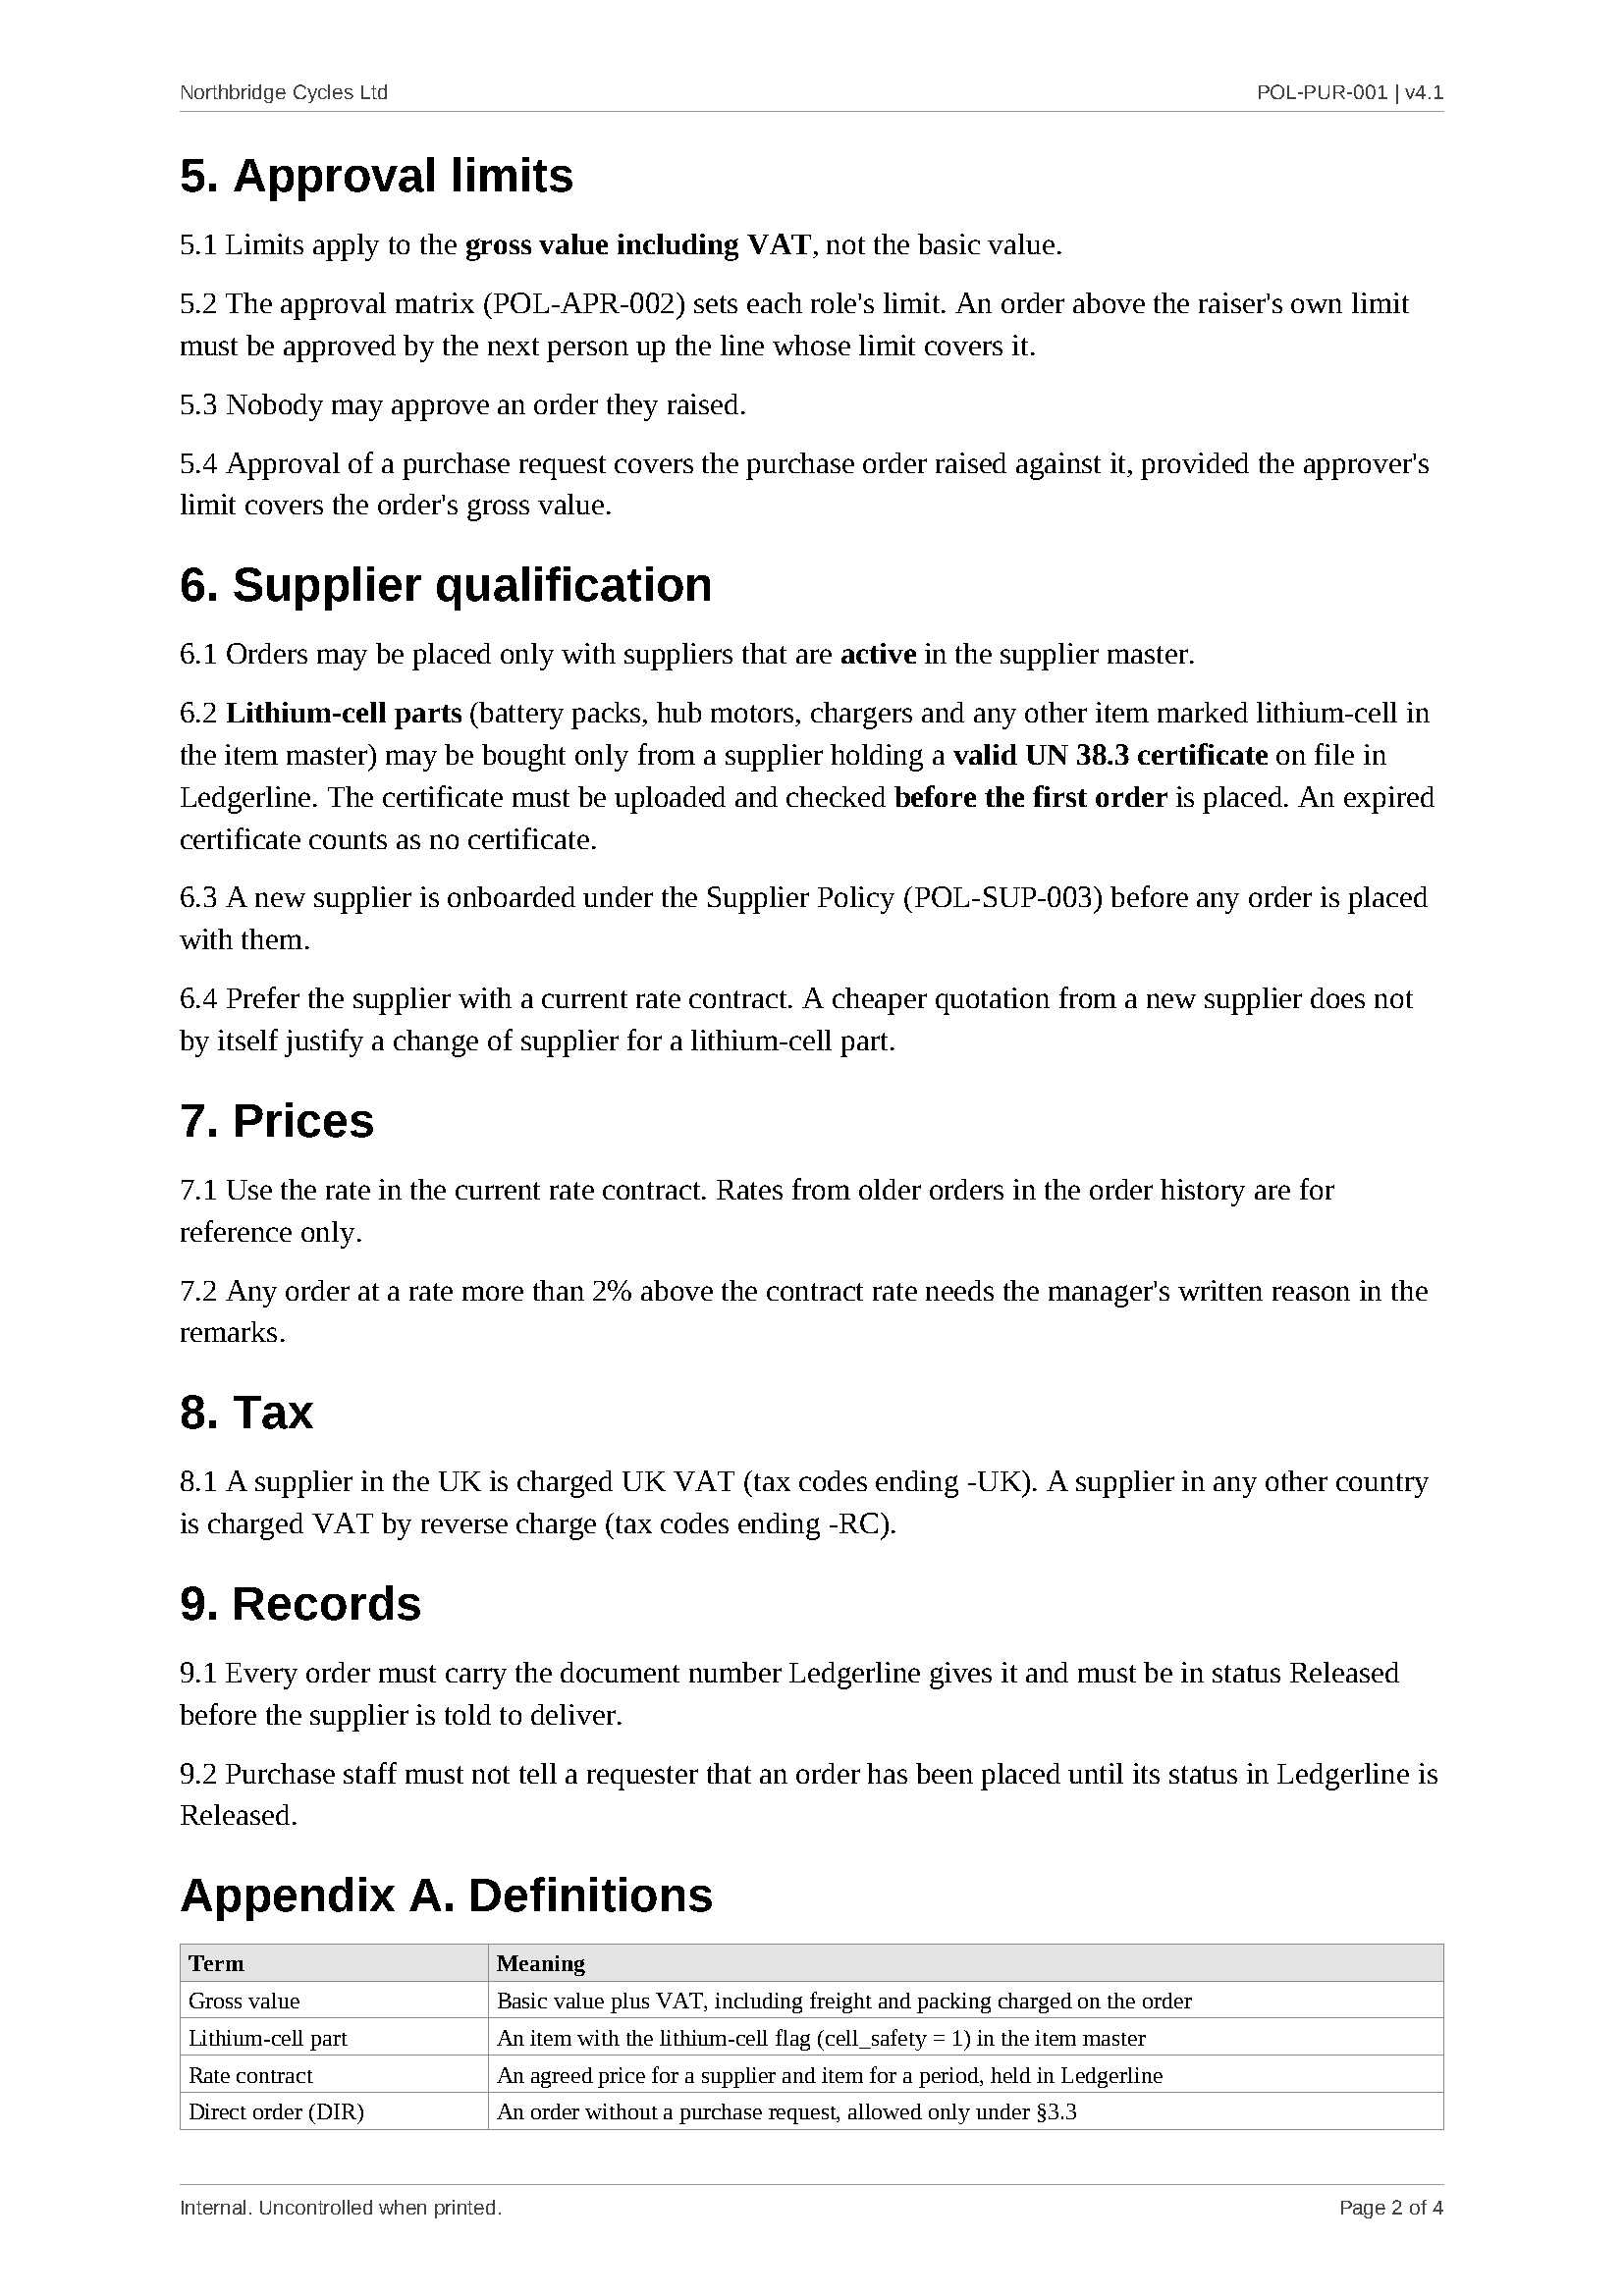 Northbridge Cycles Ltd
POL-PUR-001 | v4.1
5. Approval limits
5.1 Limits apply to the gross value including VAT, not the basic value.
5.2 The approval matrix (POL-APR-002) sets each role's limit. An order above the raiser's own limit
must be approved by the next person up the line whose limit covers it.
5.3 Nobody may approve an order they raised.
5.4 Approval of a purchase request covers the purchase order raised against it, provided the approver's
limit covers the order's gross value.
6. Supplier qualification
6.1 Orders may be placed only with suppliers that are active in the supplier master.
6.2 Lithium-cell parts (battery packs, hub motors, chargers and any other item marked lithium-cell in
the item master) may be bought only from a supplier holding a valid UN 38.3 certificate on file in
Ledgerline. The certificate must be uploaded and checked before the first order is placed. An expired
certificate counts as no certificate.
6.3 A new supplier is onboarded under the Supplier Policy (POL-SUP-003) before any order is placed
with them.
6.4 Prefer the supplier with a current rate contract. A cheaper quotation from a new supplier does not
by itself justify a change of supplier for a lithium-cell part.
7. Prices
7.1 Use the rate in the current rate contract. Rates from older orders in the order history are for
reference only.
7.2 Any order at a rate more than 2% above the contract rate needs the manager's written reason in the
remarks.
8. Tax
8.1 A supplier in the UK is charged UK VAT (tax codes ending -UK). A supplier in any other country
is charged VAT by reverse charge (tax codes ending -RC).
9. Records
9.1 Every order must carry the document number Ledgerline gives it and must be in status Released
before the supplier is told to deliver.
9.2 Purchase staff must not tell a requester that an order has been placed until its status in Ledgerline is
Released.
Appendix A. Definitions
Term Meaning
Gross value Basic value plus VAT, including freight and packing charged on the order
Lithium-cell part An item with the lithium-cell flag (cell_safety = 1) in the item master
Rate contract An agreed price for a supplier and item for a period, held in Ledgerline
Direct order (DIR) An order without a purchase request, allowed only under §3.3
Internal. Uncontrolled when printed.
Page 2 of 4